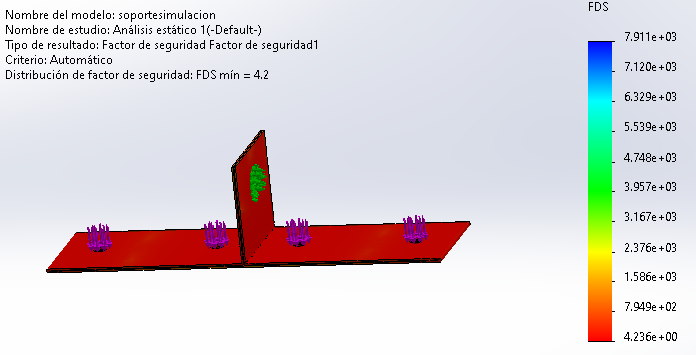 Nombre del modelo: soportesimulacion
Nombre de estudio: Análisis estático 1(-Default-)
Tipo de resultado: Factor de seguridad Factor de seguridad1
Criterio: Automático
Distribución de factor de seguridad: FDS mín = 4.2
FDS
7.911e+03
7.120e+03
6.329e+03
5.539e+03
4.748e+03
3.957e+03
3.167e+03
2.376e+03
1.586e+03
7.949e+02
4.236e+00